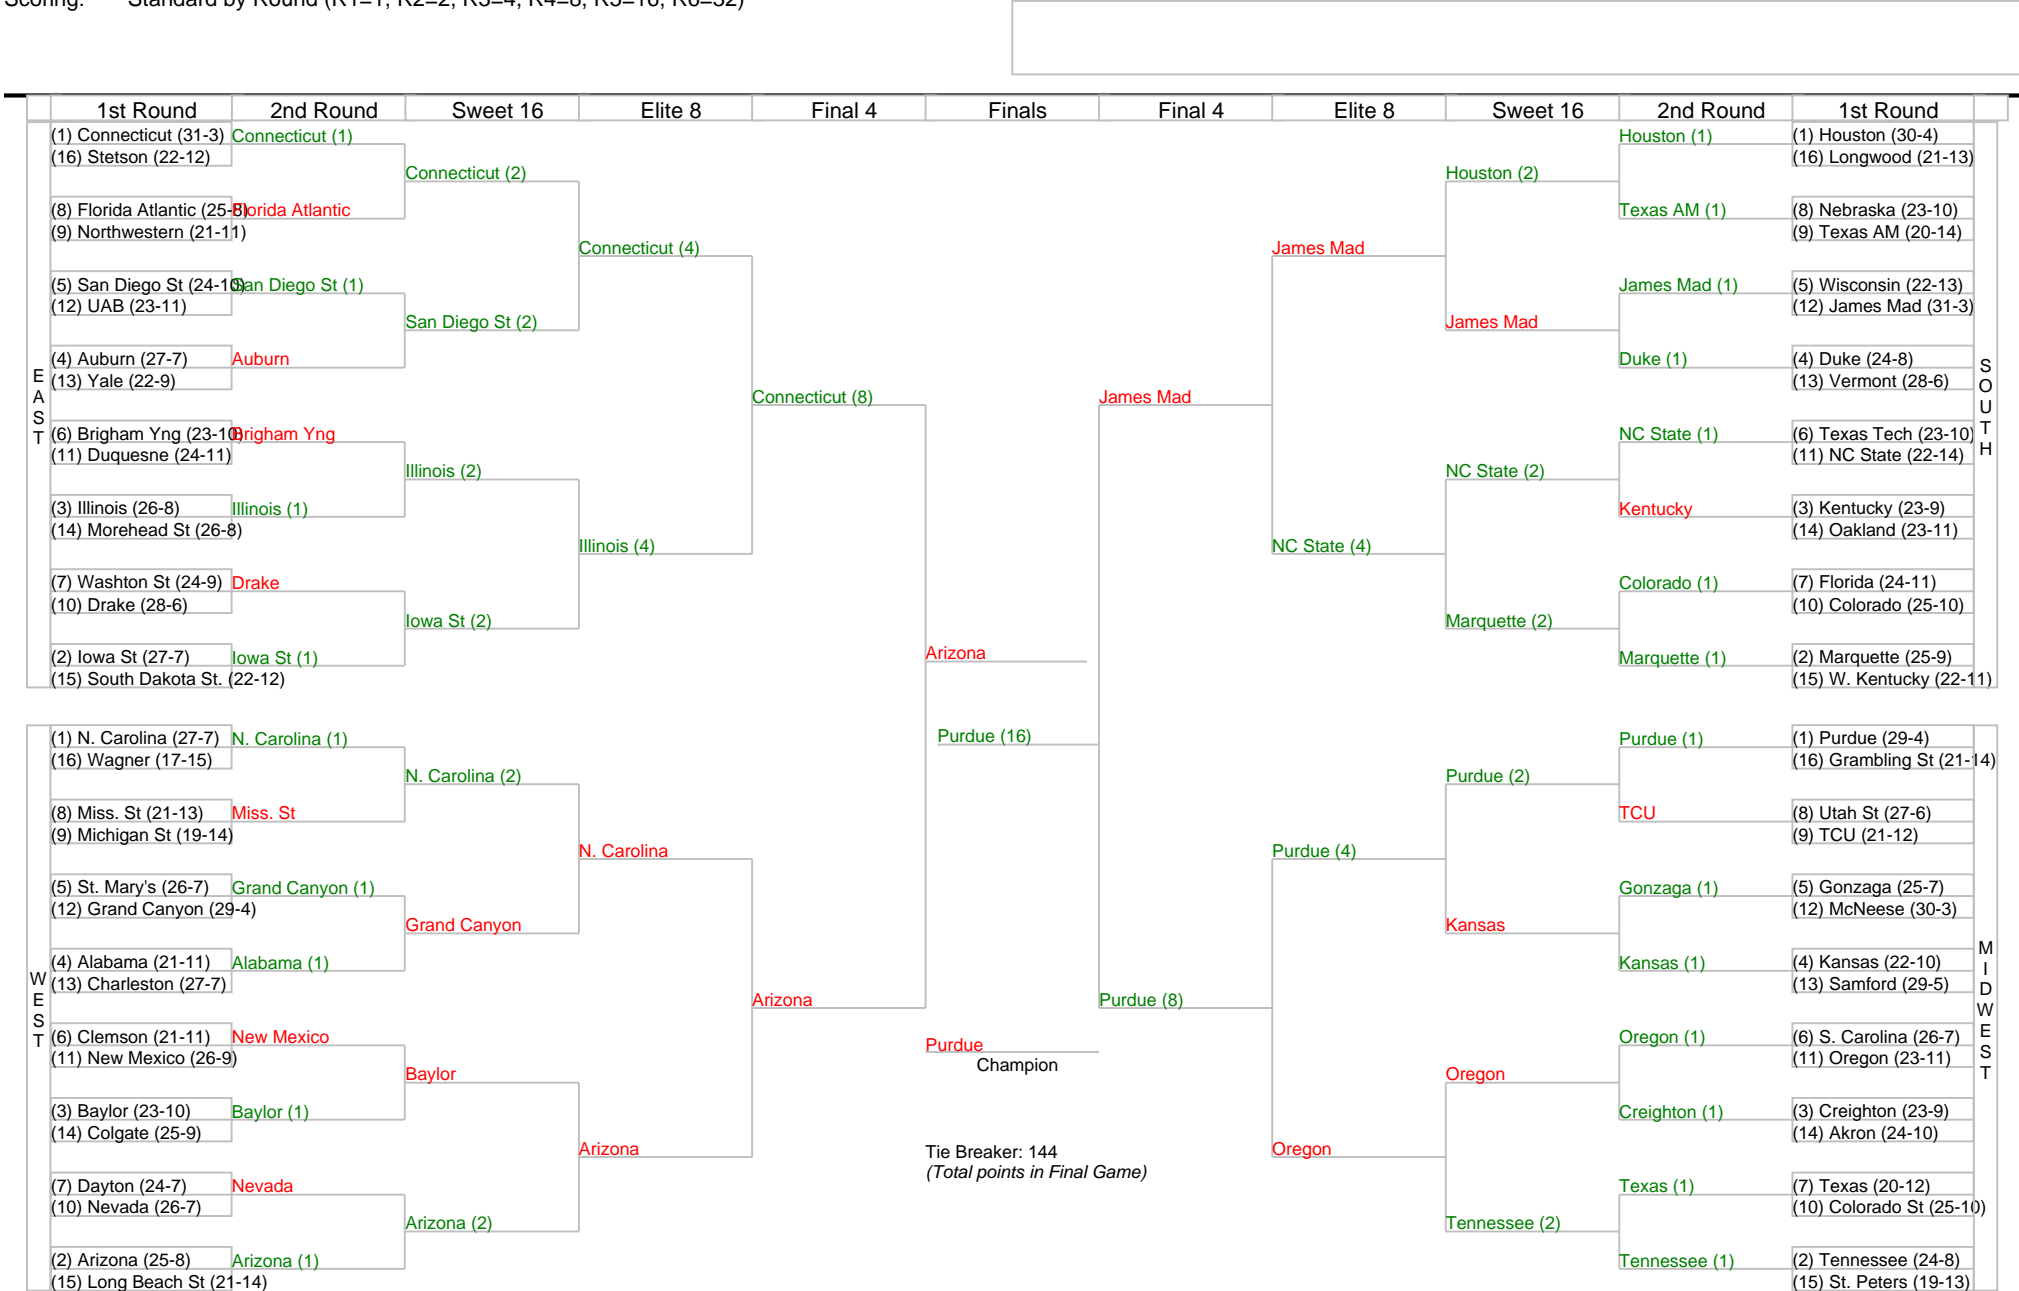 Scoring: Standard by Round (R1=1, R2=2, R3=4, R4=8, R5=16, R6=32)
1st Round 2nd Round Sweet 16 Elite 8 Final 4 Finals Final 4 Elite 8 Sweet 16 2nd Round 1st Round
EAST
(1) Connecticut (31-3)
(16) Stetson (22-12)
(8) Florida Atlantic (25-8)
(9) Northwestern (21-11)
(5) San Diego St (24-10)
(12) UAB (23-11)
(4) Auburn (27-7)
(13) Yale (22-9)
(6) Brigham Yng (23-10)
(11) Duquesne (24-11)
(3) Illinois (26-8)
(14) Morehead St (26-8)
(7) Washton St (24-9)
(10) Drake (28-6)
(2) Iowa St (27-7)
(15) South Dakota St. (22-12)
Connecticut (1)
Florida Atlantic
San Diego St (1)
Auburn
Brigham Yng
Illinois (1)
Drake
Iowa St (1)
Connecticut (2)
San Diego St (2)
Illinois (2)
Iowa St (2)
Connecticut (4)
Illinois (4)
Connecticut (8)
WEST
(1) N. Carolina (27-7)
(16) Wagner (17-15)
(8) Miss. St (21-13)
(9) Michigan St (19-14)
(5) St. Mary's (26-7)
(12) Grand Canyon (29-4)
(4) Alabama (21-11)
(13) Charleston (27-7)
(6) Clemson (21-11)
(11) New Mexico (26-9)
(3) Baylor (23-10)
(14) Colgate (25-9)
(7) Dayton (24-7)
(10) Nevada (26-7)
(2) Arizona (25-8)
(15) Long Beach St (21-14)
N. Carolina (1)
Miss. St
Grand Canyon (1)
Alabama (1)
New Mexico
Baylor (1)
Nevada
Arizona (1)
N. Carolina (2)
Grand Canyon
Baylor
Arizona (2)
N. Carolina
Arizona
Arizona
Arizona
Purdue (16)
Purdue
Champion
Tie Breaker: 144
(Total points in Final Game)
James Mad
Purdue (8)
James Mad
NC State (4)
Houston (2)
James Mad
NC State (2)
Marquette (2)
Houston (1)
Texas AM (1)
James Mad (1)
Duke (1)
NC State (1)
Kentucky
Colorado (1)
Marquette (1)
(1) Houston (30-4)
(16) Longwood (21-13)
(8) Nebraska (23-10)
(9) Texas AM (20-14)
(5) Wisconsin (22-13)
(12) James Mad (31-3)
(4) Duke (24-8)
(13) Vermont (28-6)
(6) Texas Tech (23-10)
(11) NC State (22-14)
(3) Kentucky (23-9)
(14) Oakland (23-11)
(7) Florida (24-11)
(10) Colorado (25-10)
(2) Marquette (25-9)
(15) W. Kentucky (22-11)
SOUTH
Purdue (4)
Oregon
Purdue (2)
Kansas
Oregon
Tennessee (2)
Purdue (1)
TCU
Gonzaga (1)
Kansas (1)
Oregon (1)
Creighton (1)
Texas (1)
Tennessee (1)
(1) Purdue (29-4)
(16) Grambling St (21-14)
(8) Utah St (27-6)
(9) TCU (21-12)
(5) Gonzaga (25-7)
(12) McNeese (30-3)
(4) Kansas (22-10)
(13) Samford (29-5)
(6) S. Carolina (26-7)
(11) Oregon (23-11)
(3) Creighton (23-9)
(14) Akron (24-10)
(7) Texas (20-12)
(10) Colorado St (25-10)
(2) Tennessee (24-8)
(15) St. Peters (19-13)
MIDWEST